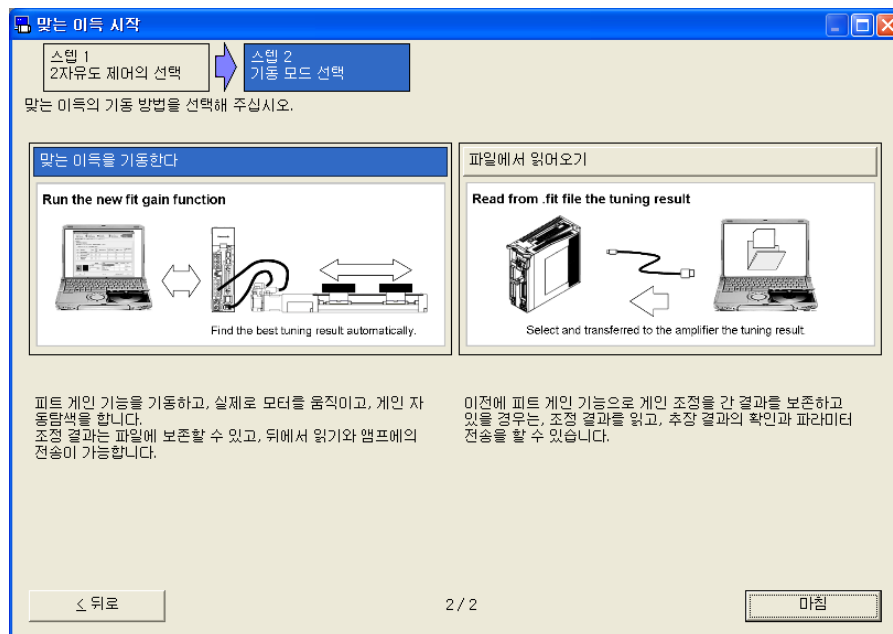 맞는 이득 시작
스텝 1
2자유도 제어의 선택
스텝 2
기동 모드 선택
맞는 이득의 기동 방법을 선택해 주십시오.
맞는 이득을 기동한다
Run the new fit gain function
Find the best tuning result automatically.
피트 게인 기능을 기동하고, 실제로 모터를 움직이고, 게인 자
동탐색을 합니다.
조정 결과는 파일에 보존할 수 있고, 뒤에서 읽기와 앰프에의
전송이 가능합니다.
파일에서 읽어오기
Read from .fit file the tuning result
Select and transferred to the amplifier the tuning result.
이전에 피트 게인 기능으로 게인 조정을 간 결과를 보존하고
있을 경우는, 조정 결과를 읽고, 추장 결과의 확인과 파라미터
전송을 할 수 있습니다.
< 뒤로
2 / 2
마침